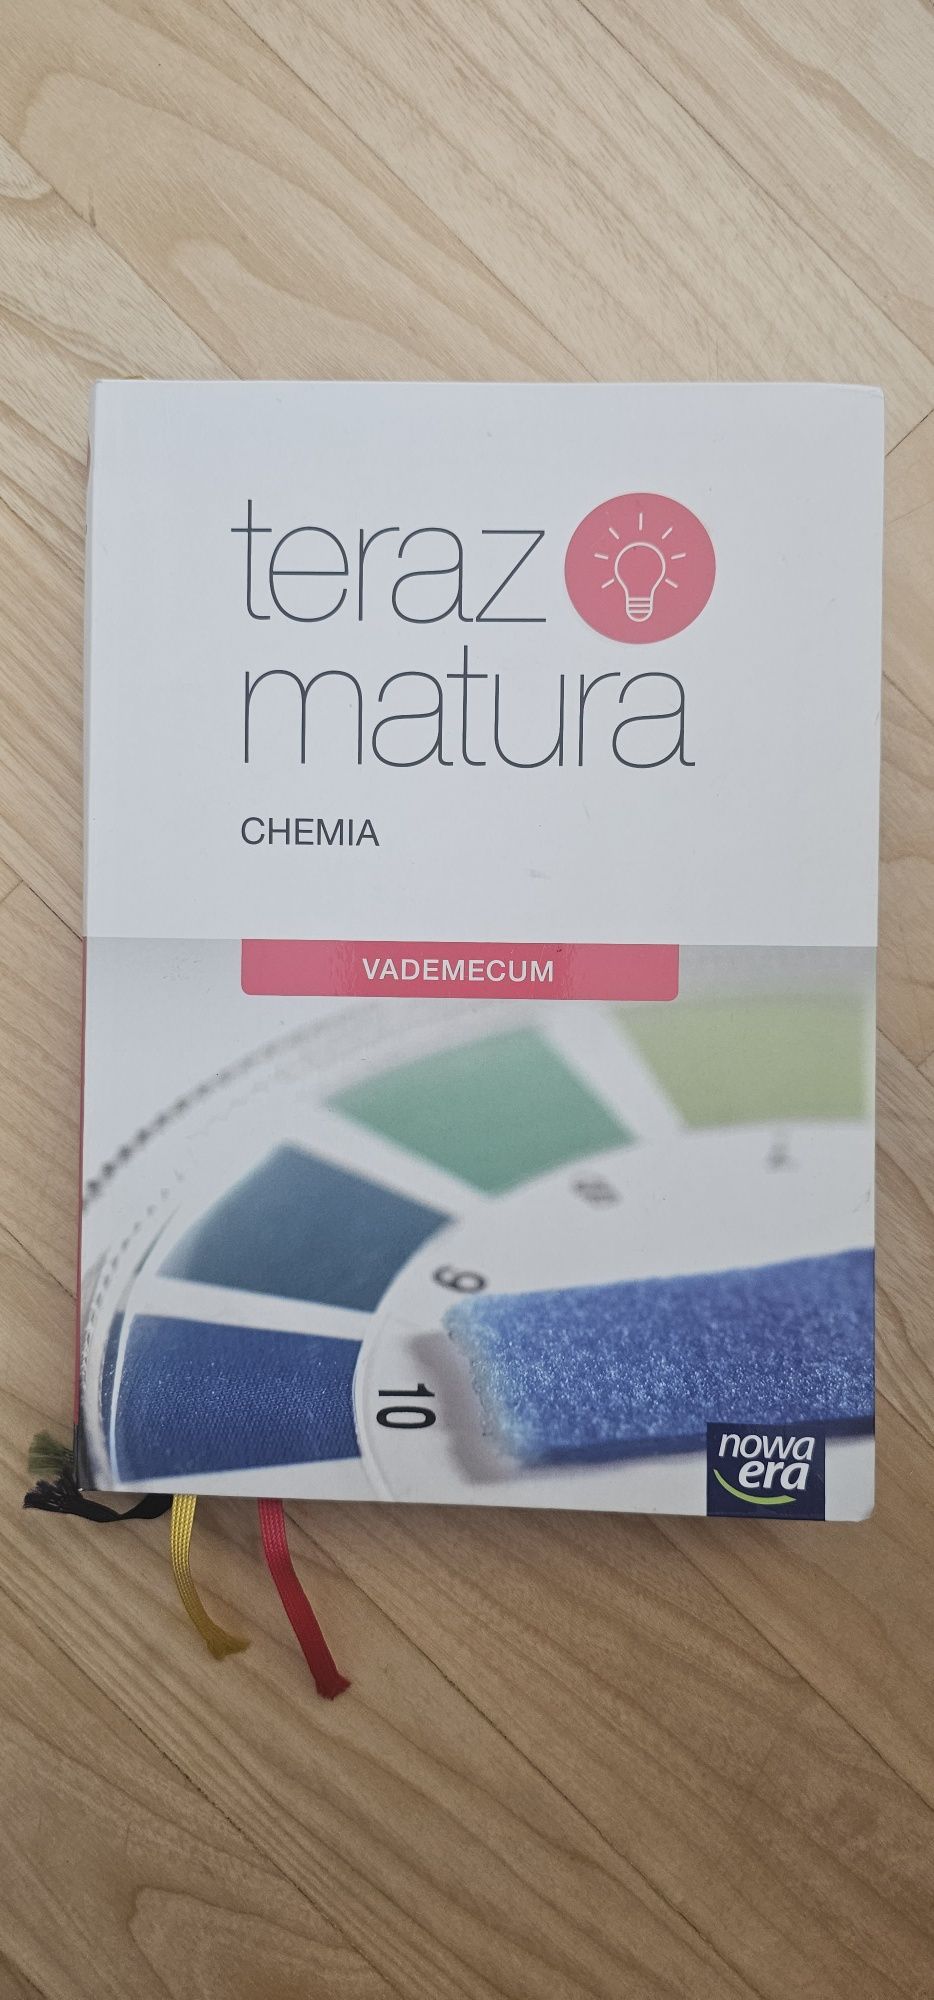 teraz
matura
CHEMIA
VADEMECUM
9
10
nowa
era